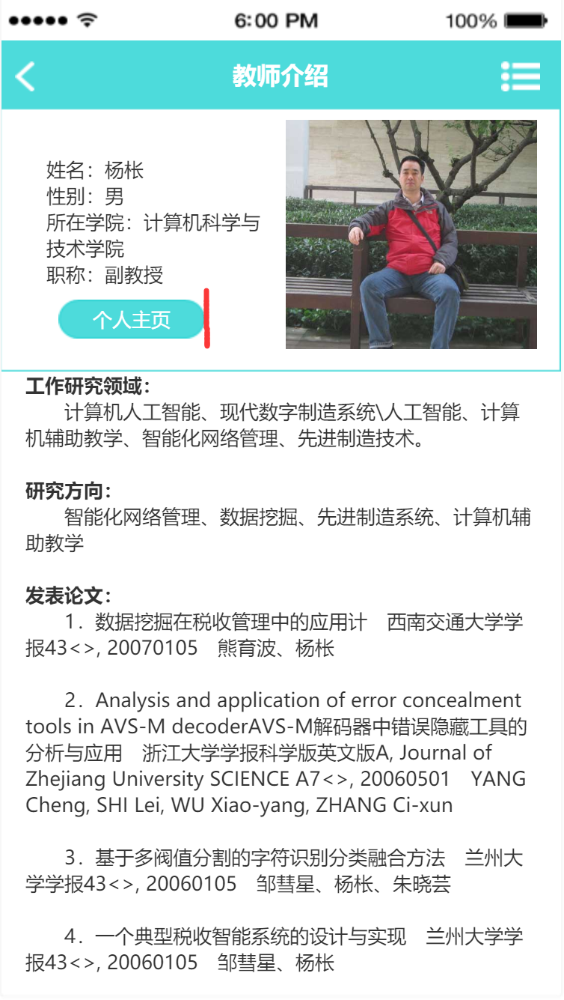 6:00 PM 100%
教师介绍
姓名：杨枨
性别：男
所在学院：计算机科学与
技术学院
职称：副教授
个人主页
工作研究领域：
计算机人工智能、现代数字制造系统\人工智能、计算
机辅助教学、智能化网络管理、先进制造技术。
研究方向：
智能化网络管理、数据挖掘、先进制造系统、计算机辅
助教学
发表论文：
1．数据挖掘在税收管理中的应用计　西南交通大学学
报43<>, 20070105　熊育波、杨枨
2．Analysis and application of error concealment
tools in AVS-M decoderAVS-M解码器中错误隐藏工具的
分析与应用　浙江大学学报科学版英文版A, Journal of
Zhejiang University SCIENCE A7<>, 20060501　YANG
Cheng, SHI Lei, WU Xiao-yang, ZHANG Ci-xun
3．基于多阀值分割的字符识别分类融合方法　兰州大
学学报43<>, 20060105　邹彗星、杨枨、朱晓芸
4．一个典型税收智能系统的设计与实现　兰州大学学
报43<>, 20060105　邹彗星、杨枨